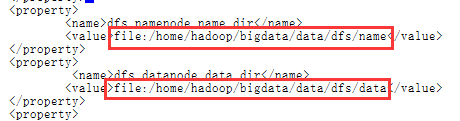 </property>
<property>
<name>dfs.namenode.name.dir</name>
<value>file:/home/hadoop/bigdata/data/dfs/name</value>
</property>
<property>
<name>dfs.datanode.data.dir</name>
<value>file:/home/hadoop/bigdata/data/dfs/data</value>
</property>
<property>